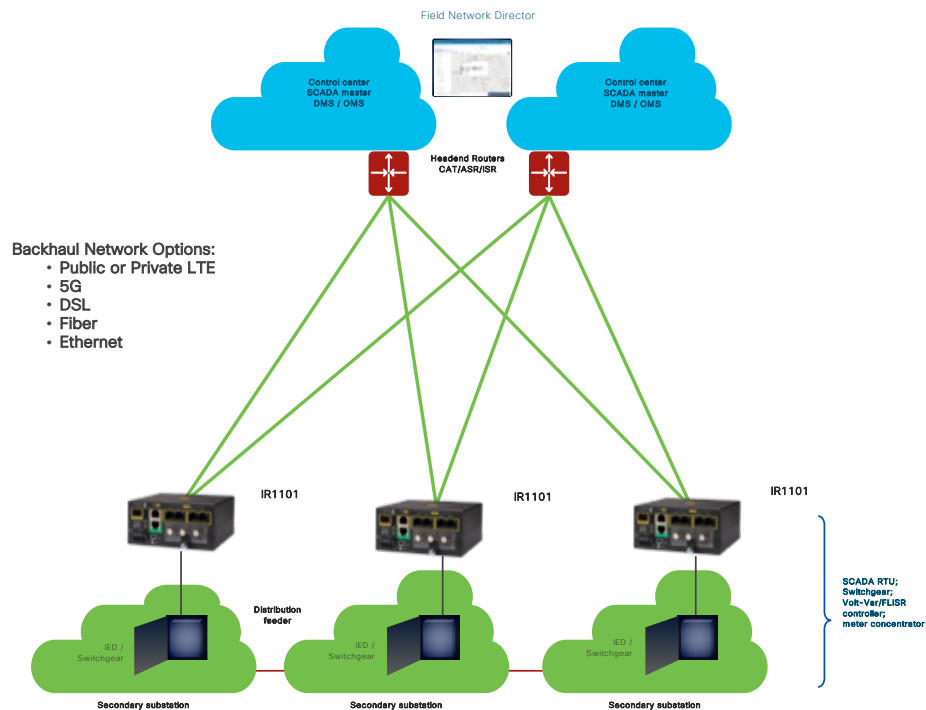 Field Network Director
Control center
SCADA master
DMS / OMS
Control center
SCADA master
DMS / OMS
Headend Routers
CAT/ASR/ISR
Backhaul Network Options:
• Public or Private LTE
• 5G
• DSL
• Fiber
• Ethernet
IR1101
IR1101
IR1101
SCADA RTU;
Switchgear;
Volt-Var/FLISR
controller;
meter concentrator
Distribution
feeder
IED /
Switchgear
IED /
Switchgear
IED /
Switchgear
Secondary substation
Secondary substation
Secondary substation